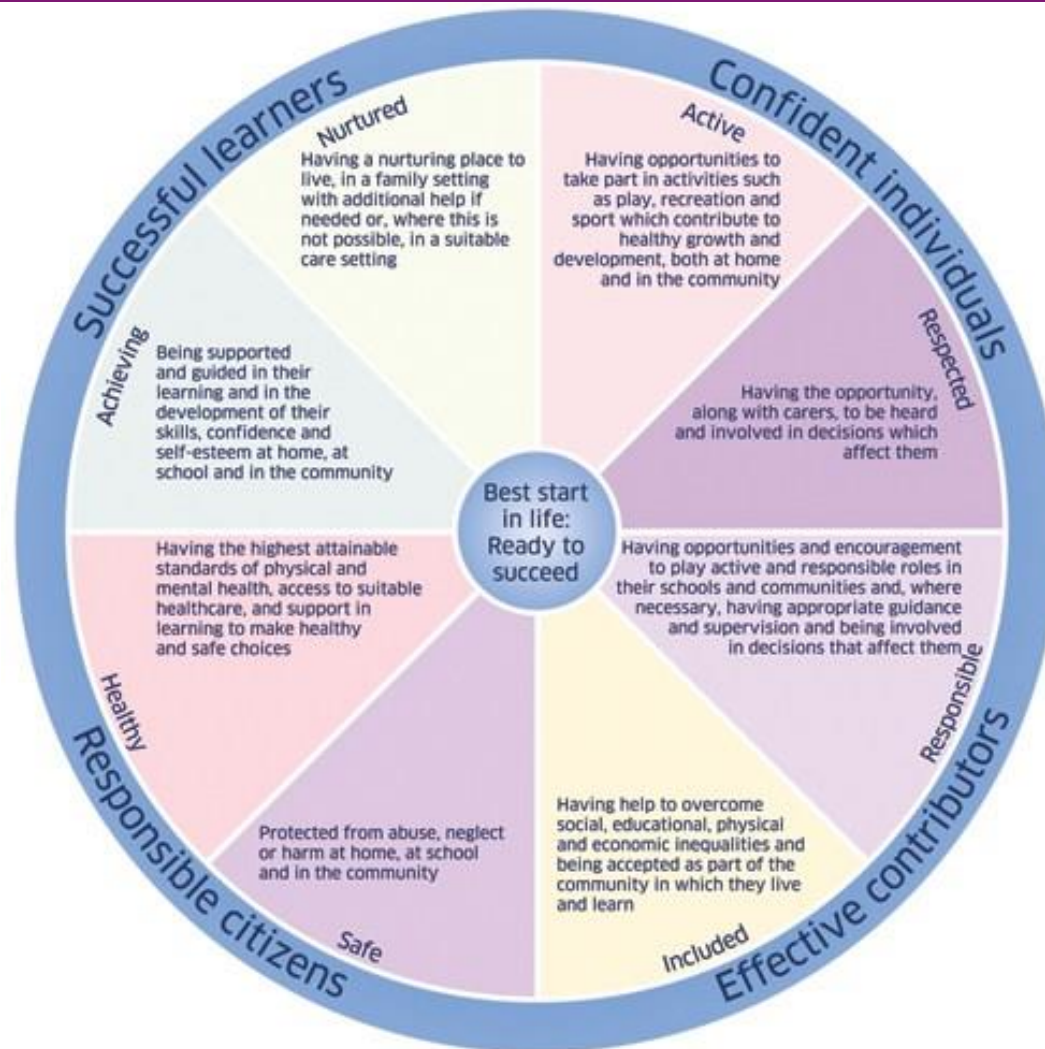 Successful learners
Confident individuals
Nurtured
Having a nurturing place to
live, in a family setting
with additional help if
needed or, where this is
not possible, in a suitable
care setting
Active
Having opportunities to
take part in activities such
as play, recreation and
sport which contribute to
healthy growth and
development, both at home
and in the community
Achieving
Being supported
and guided in their
learning and in the
development of their
skills, confidence and
self-esteem at home, at
school and in the community
Respected
Having the opportunity,
along with carers, to be heard
and involved in decisions which
affect them
Best start
in life:
Ready to
succeed
Healthy
Having the highest attainable
standards of physical and
mental health, access to suitable
healthcare, and support in
learning to make healthy
and safe choices
Having opportunities and encouragement
to play active and responsible roles in
their schools and communities and, where
necessary, having appropriate guidance
and supervision and being involved
in decisions that affect them
Responsible
Protected from abuse, neglect
or harm at home, at school
and in the community
Safe
Having help to overcome
social, educational, physical
and economic inequalities and
being accepted as part of the
community in which they live
and learn
Included
Responsible citizens
Effective contributors